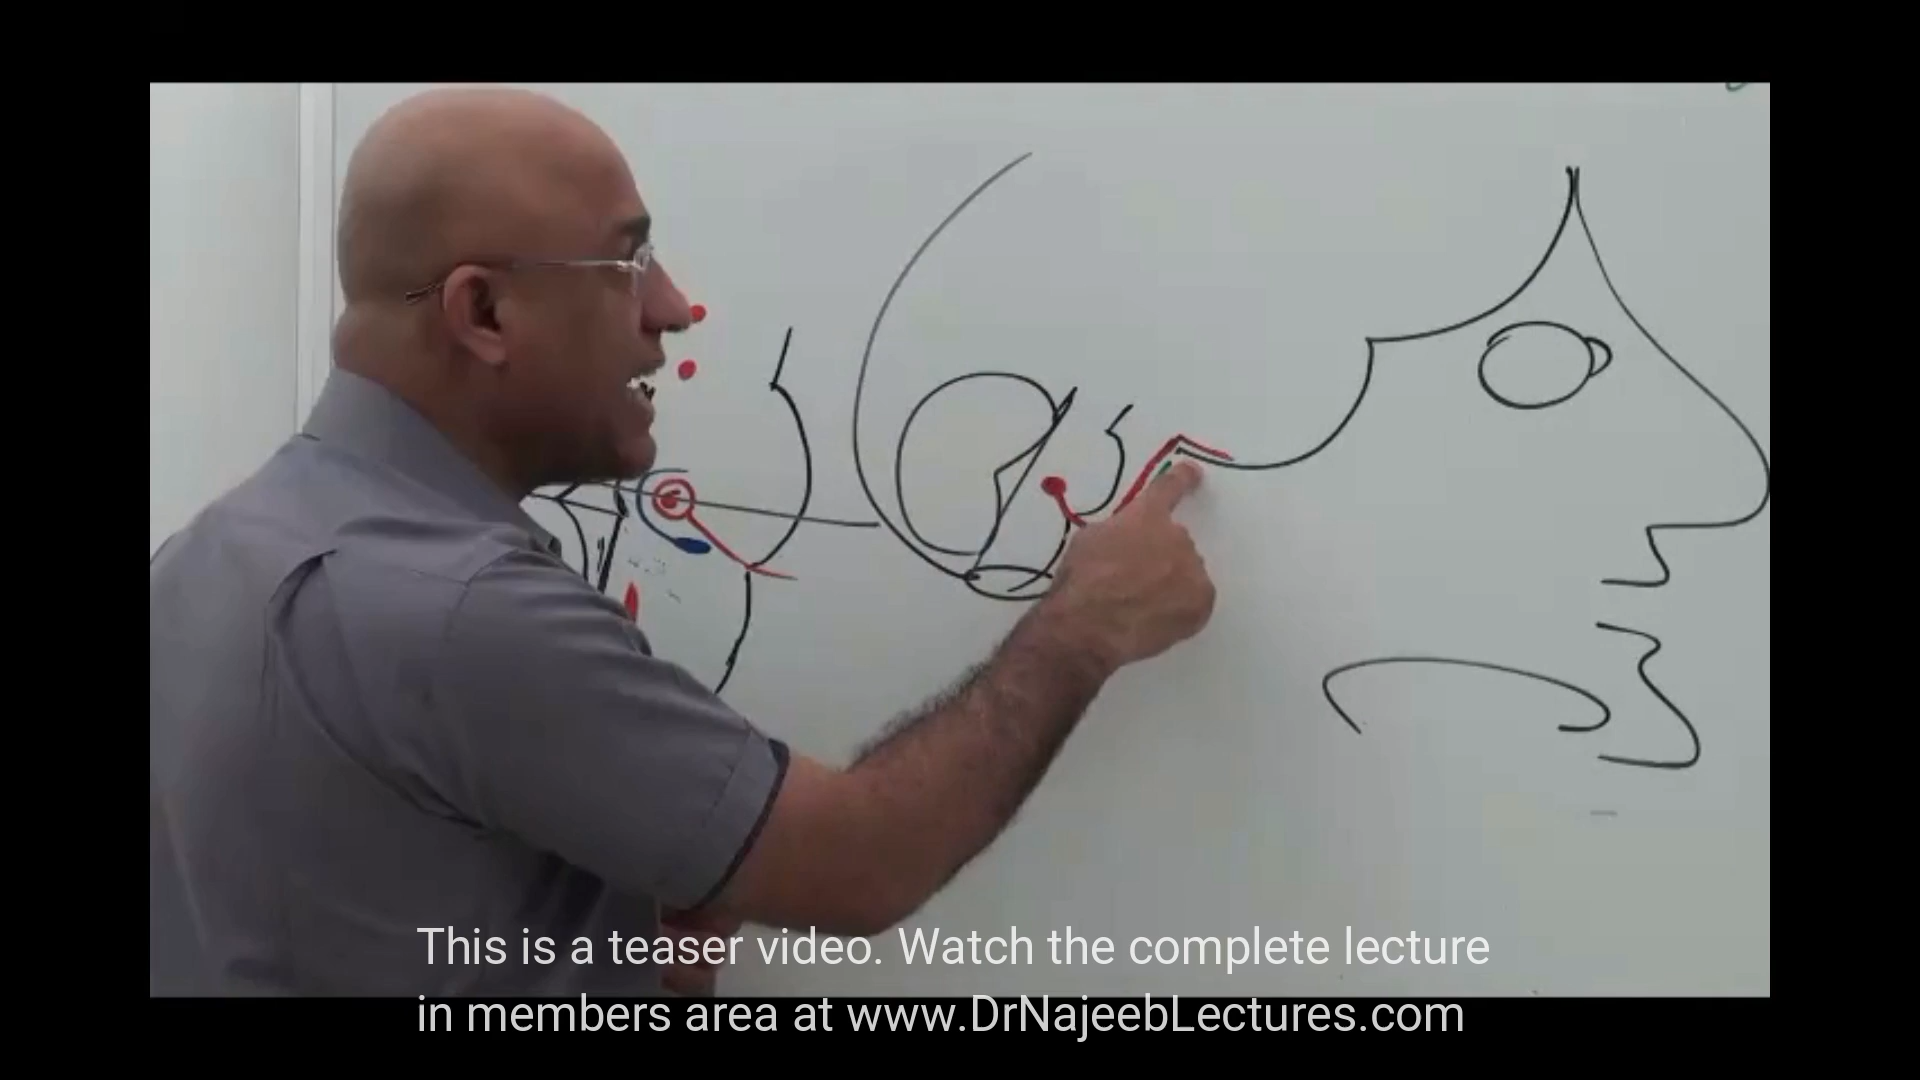 This is a teaser video. Watch the complete lecture
in members area at www.DrNajeebLectures.com